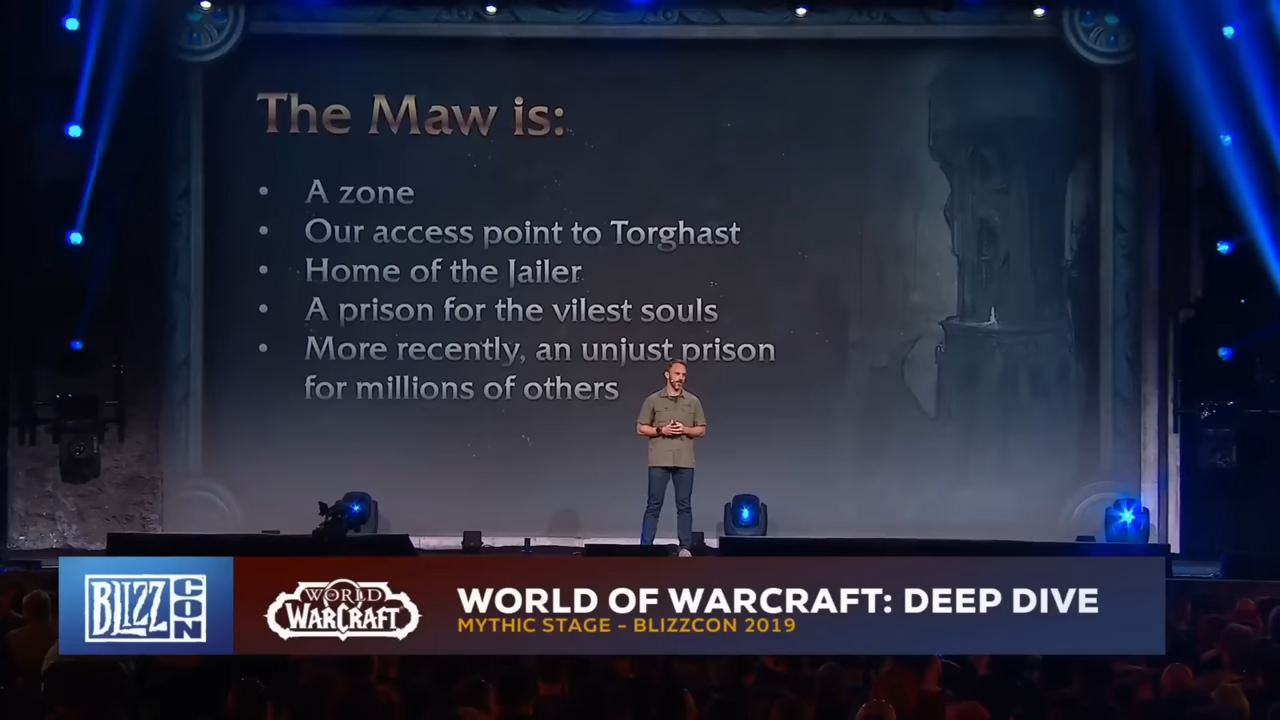 The Maw is:
• A zone
• Our access point to Torghast
• Home of the Jailer
• A prison for the vilest souls
• More recently, an unjust prison
for millions of others
BLIZZCON
WORLD
OF
WARCRAFT
WORLD OF WARCRAFT: DEEP DIVE
MYTHIC STAGE - BLIZZCON 2019